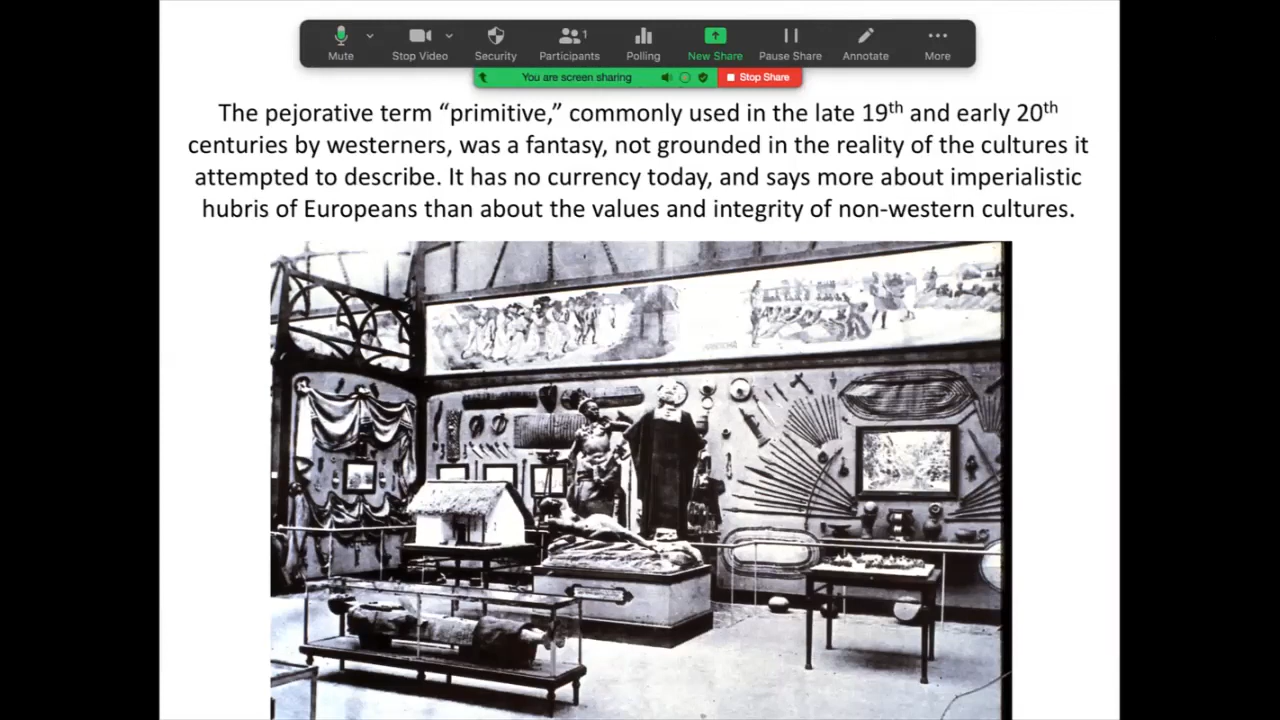 Mute
Stop Video
Security
Participants
1
Polling
New Share
Pause Share
Annotate
More
You are screen sharing
Stop Share
The pejorative term “primitive,” commonly used in the late 19th and early 20th
centuries by westerners, was a fantasy, not grounded in the reality of the cultures it
attempted to describe. It has no currency today, and says more about imperialistic
hubris of Europeans than about the values and integrity of non-western cultures.